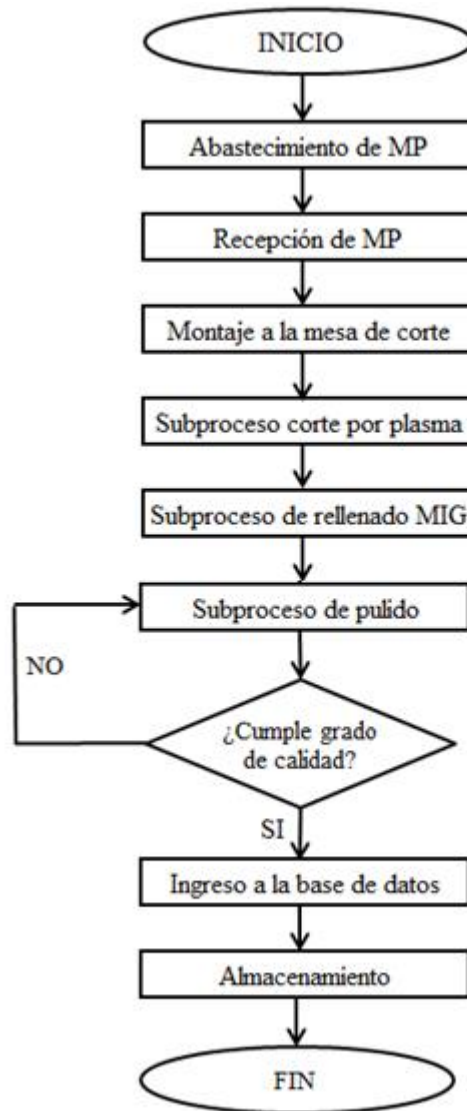 INICIO
Abastecimiento de MP
Recepción de MP
Montaje a la mesa de corte
Subproceso corte por plasma
Subproceso de rellenado MIG
Subproceso de pulido
NO
¿Cumple grado
de calidad?
SI
Ingreso a la base de datos
Almacenamiento
FIN